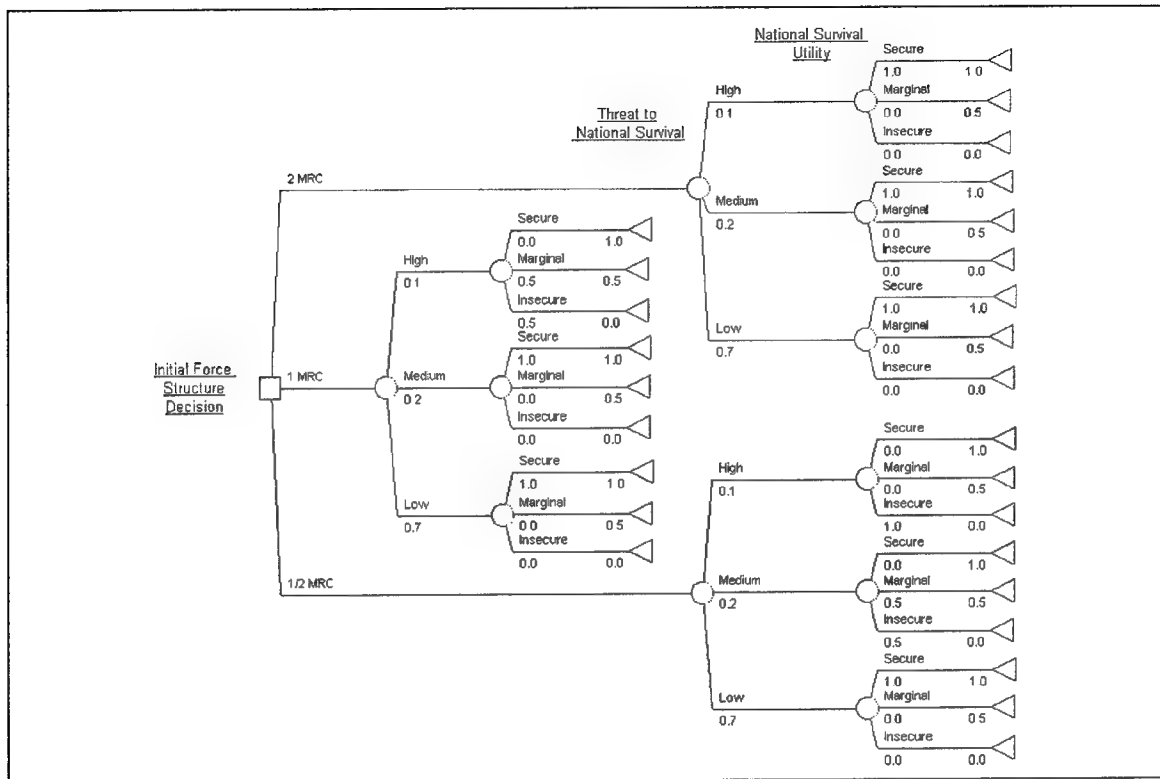 National Survival
Utility
Threat to
National Survival
Initial Force
Structure
Decision
2 MRC
High
0.1
Secure
1.0 1.0
Marginal
0.0 0.5
Insecure
0.0 0.0
Medium
0.2
Secure
1.0 1.0
Marginal
0.0 0.5
Insecure
0.0 0.0
Low
0.7
Secure
1.0 1.0
Marginal
0.0 0.5
Insecure
0.0 0.0
1 MRC
High
0.1
Secure
0.0 1.0
Marginal
0.5 0.5
Insecure
0.5 0.0
Medium
0.2
Secure
1.0 1.0
Marginal
0.0 0.5
Insecure
0.0 0.0
Low
0.7
Secure
1.0 1.0
Marginal
0.0 0.5
Insecure
0.0 0.0
1/2 MRC
High
0.1
Secure
0.0 1.0
Marginal
0.0 0.5
Insecure
1.0 0.0
Medium
0.2
Secure
0.0 1.0
Marginal
0.5 0.5
Insecure
0.5 0.0
Low
0.7
Secure
1.0 1.0
Marginal
0.0 0.5
Insecure
0.0 0.0